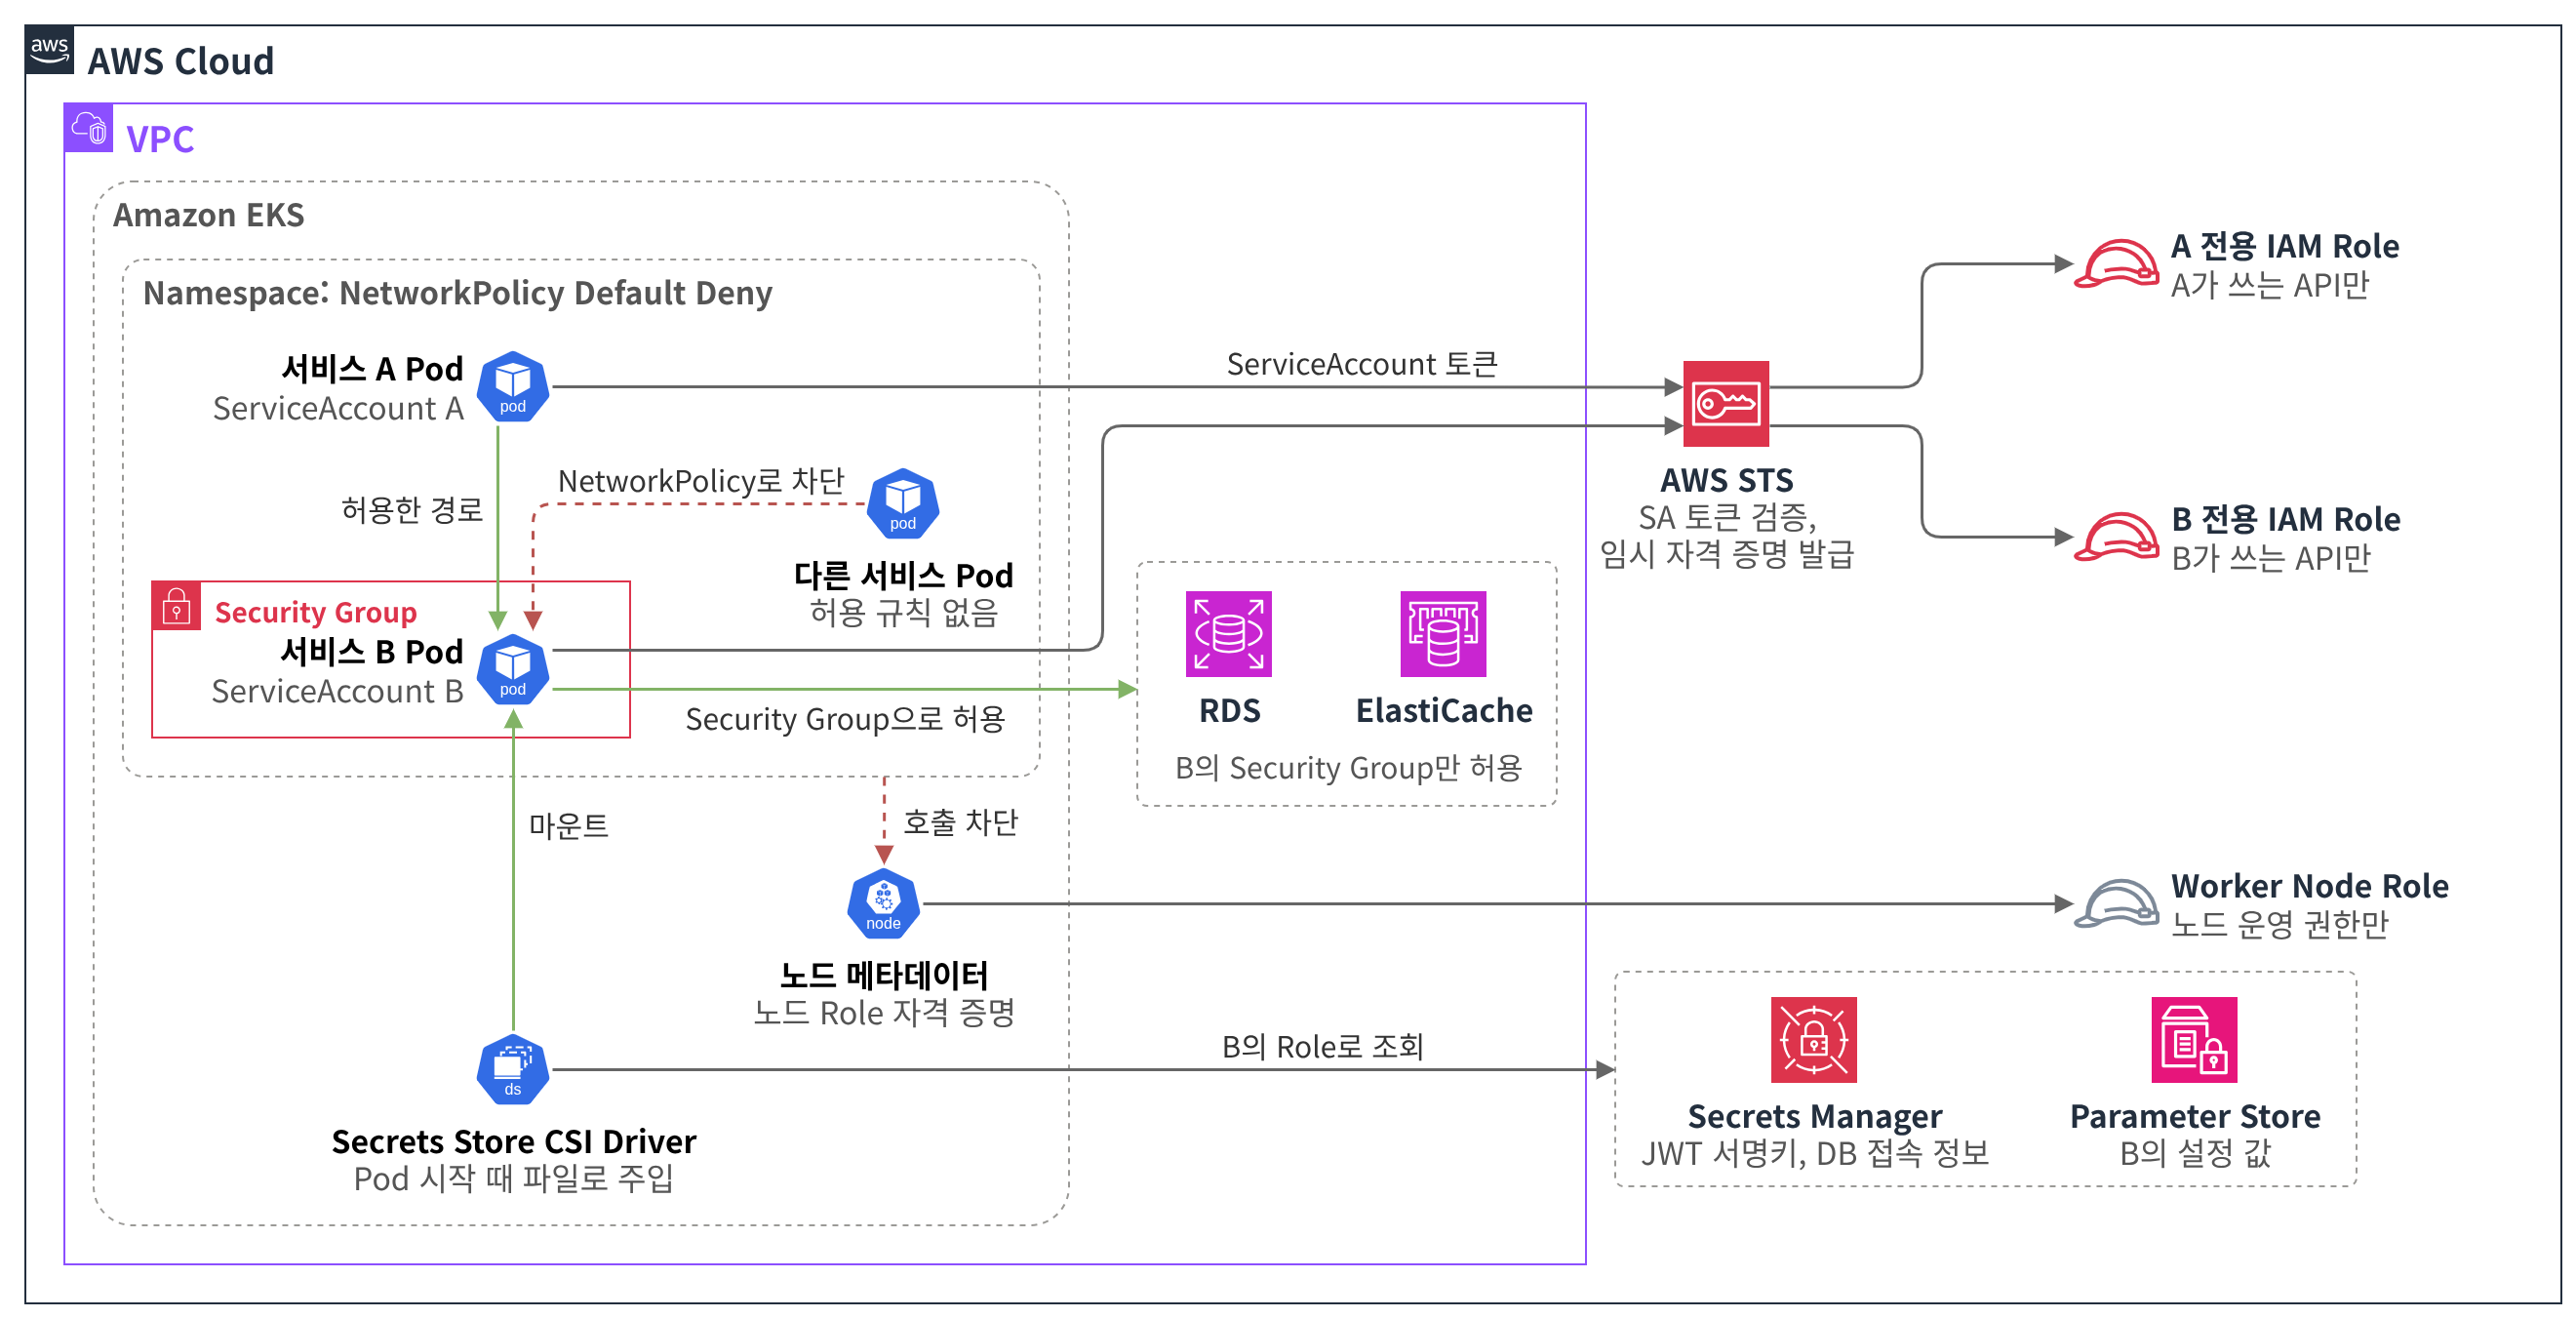 aws
AWS Cloud
VPC
Amazon EKS
Namespace: NetworkPolicy Default Deny
서비스 A Pod
ServiceAccount A
pod
ServiceAccount 토큰
허용한 경로
NetworkPolicy로 차단
pod
다른 서비스 Pod
허용 규칙 없음
Security Group
서비스 B Pod
ServiceAccount B
pod
Security Group으로 허용
RDS
ElastiCache
B의 Security Group만 허용
AWS STS
SA 토큰 검증,
임시 자격 증명 발급
A 전용 IAM Role
A가 쓰는 API만
B 전용 IAM Role
B가 쓰는 API만
마운트
호출 차단
node
노드 메타데이터
노드 Role 자격 증명
Worker Node Role
노드 운영 권한만
ds
Secrets Store CSI Driver
Pod 시작 때 파일로 주입
B의 Role로 조회
Secrets Manager
JWT 서명키, DB 접속 정보
Parameter Store
B의 설정 값